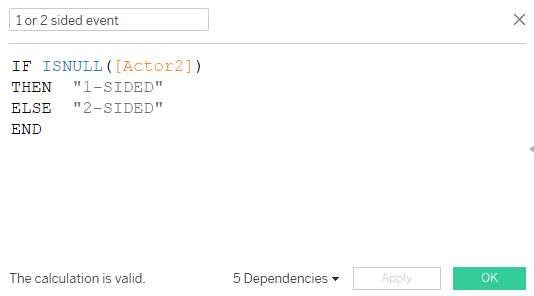 1 or 2 sided event
IF ISNULL([Actor2])
THEN  "1-SIDED"
ELSE  "2-SIDED"
END
The calculation is valid.
5 Dependencies
Apply
OK